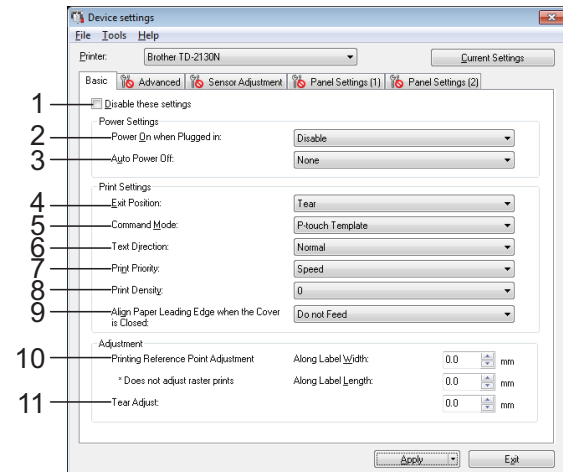 Device settings
File Tools Help
Printer: Brother TD-2130N Current Settings
Basic Advanced Sensor Adjustment Panel Settings (1) Panel Settings (2)
1 Disable these settings
Power Settings
2 Power On when Plugged in: Disable
3 Auto Power Off: None
Print Settings
4 Exit Position: Tear
5 Command Mode: P-touch Template
6 Text Direction: Normal
7 Print Priority: Speed
8 Print Density: 0
9 Align Paper Leading Edge when the Cover is Closed: Do not Feed
Adjustment
10 Printing Reference Point Adjustment Along Label Width: 0.0 mm
* Does not adjust raster prints Along Label Length: 0.0 mm
11 Tear Adjust: 0.0 mm
Apply Exit